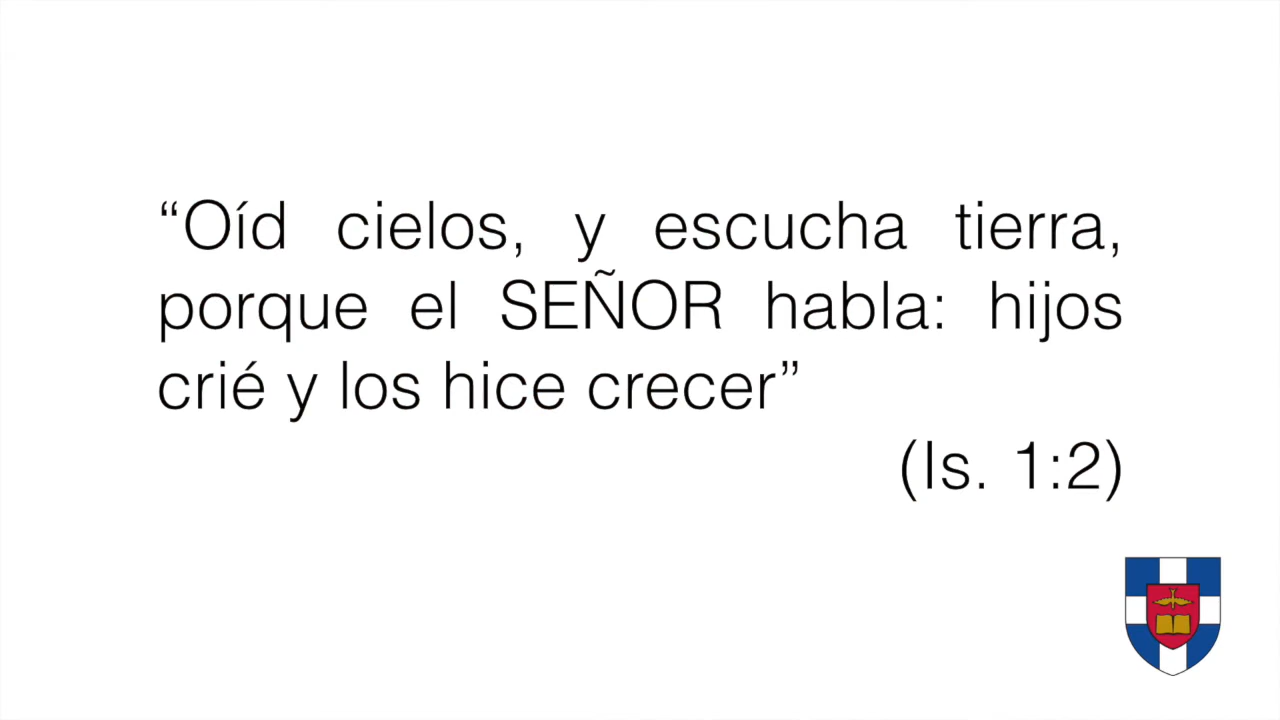 “Oíd cielos, y escucha tierra,
porque el SEÑOR habla: hijos
crié y los hice crecer”
(Is. 1:2)